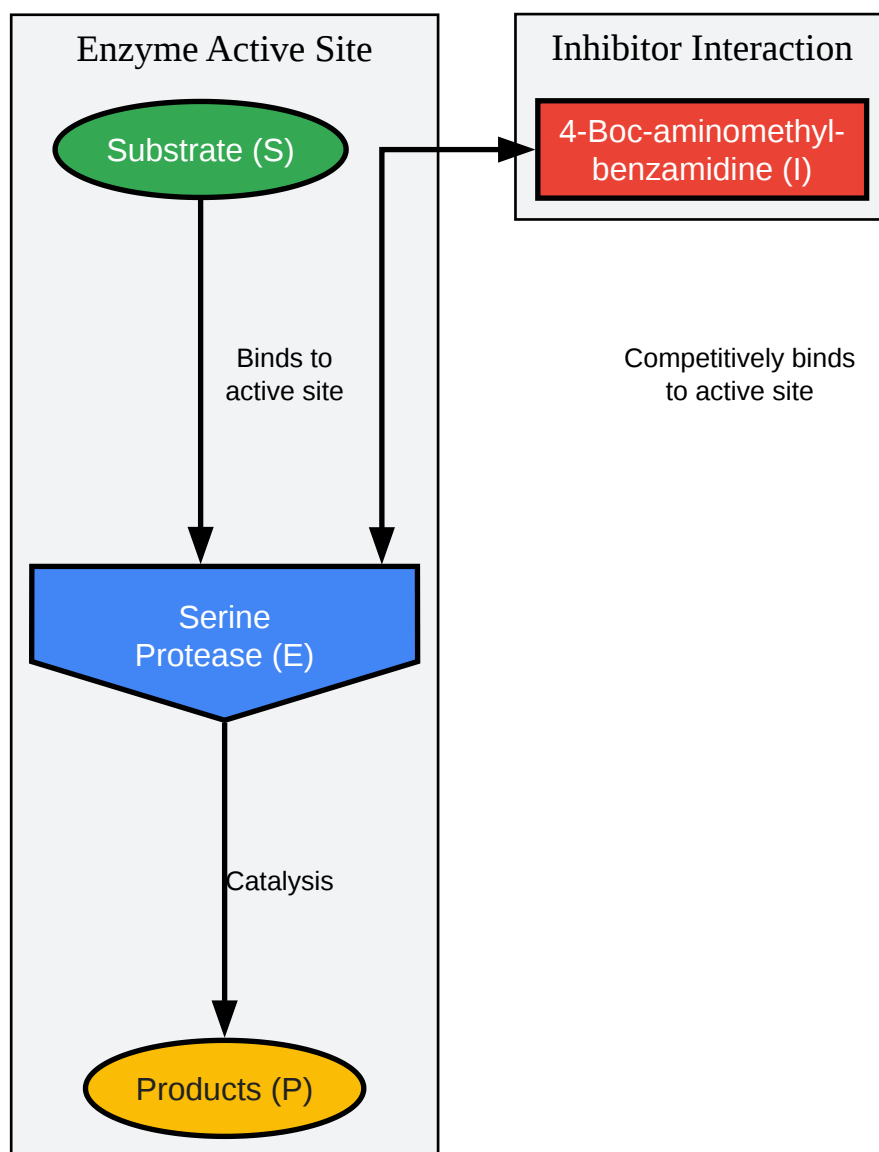 Enzyme Active Site
Inhibitor Interaction
Substrate (S)
4-Boc-aminomethyl-
benzamidine (I)
Binds to
active site
Competitively binds
to active site
Serine
Protease (E)
Catalysis
Products (P)